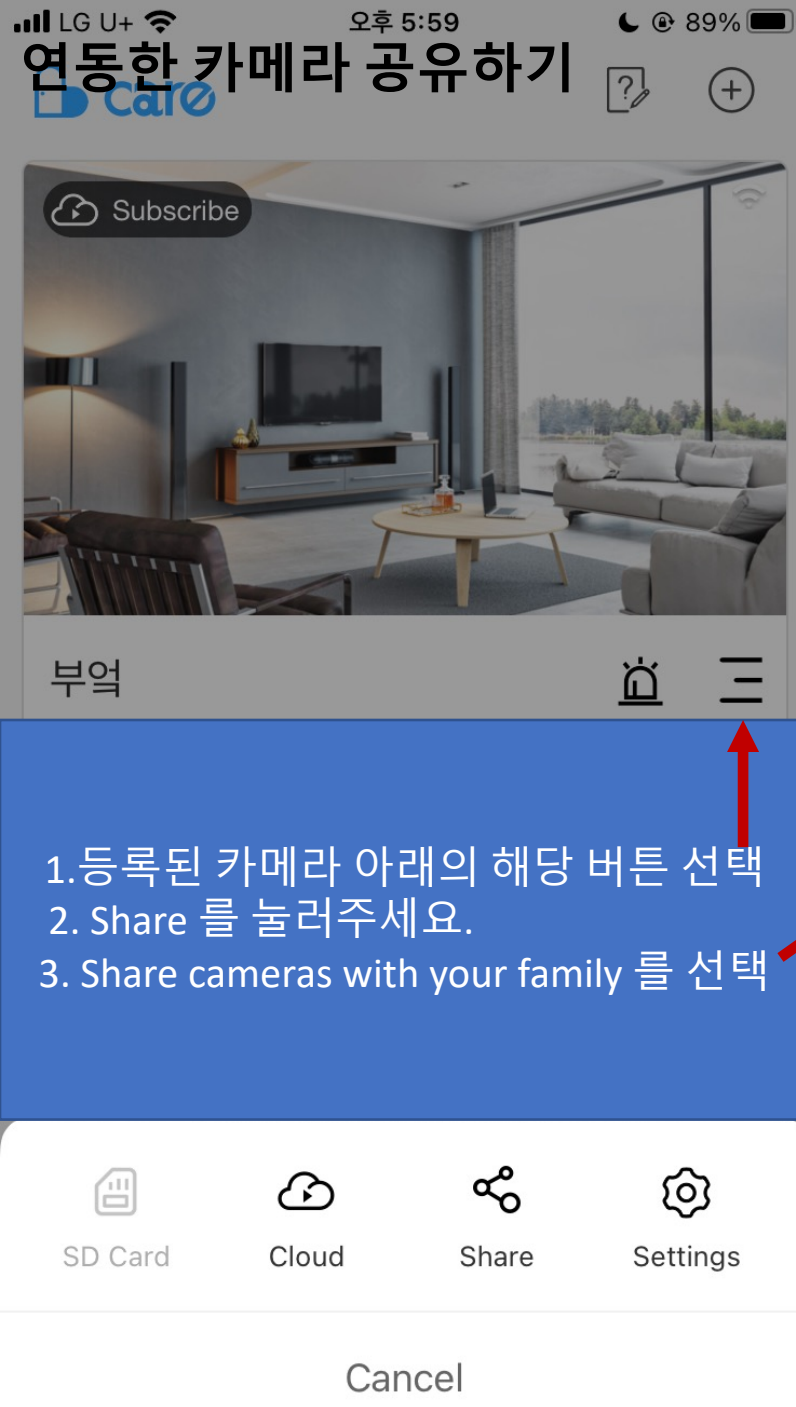 LG U+ 오후 5:59 89%
연동한 카메라 공유하기
care
Subscribe
부엌
1.등록된 카메라 아래의 해당 버튼 선택
2. Share 를 눌러주세요.
3. Share cameras with your family 를 선택
SD Card Cloud Share Settings
Cancel